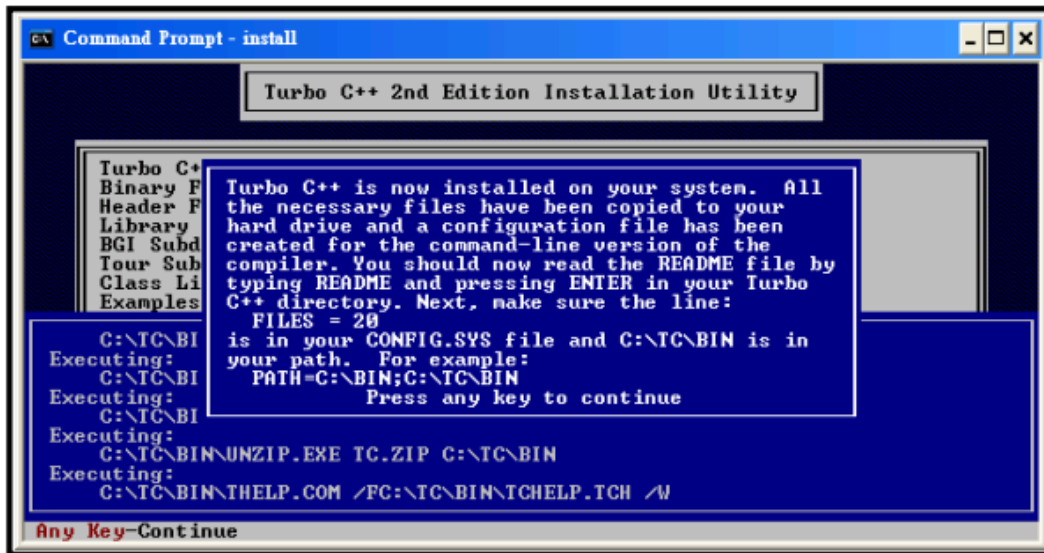 Command Prompt - install
Turbo C++ 2nd Edition Installation Utility
Turbo C+
Binary F
Header F
Library
BGI Subd
Tour Sub
Class Li
Examples
Turbo C++ is now installed on your system.  All
the necessary files have been copied to your
hard drive and a configuration file has been
created for the command-line version of the
compiler. You should now read the README file by
typing README and pressing ENTER in your Turbo
C++ directory. Next, make sure the line:
FILES = 20
is in your CONFIG.SYS file and C:\TC\BIN is in
your path.  For example:
PATH=C:\BIN;C:\TC\BIN
Press any key to continue
C:\TC\BI
Executing:
C:\TC\BI
Executing:
C:\TC\BI
Executing:
C:\TC\BIN\UNZIP.EXE TC.ZIP C:\TC\BIN
Executing:
C:\TC\BIN\THELP.COM /FC:\TC\BIN\TCHELP.TCH /W
Any Key-Continue